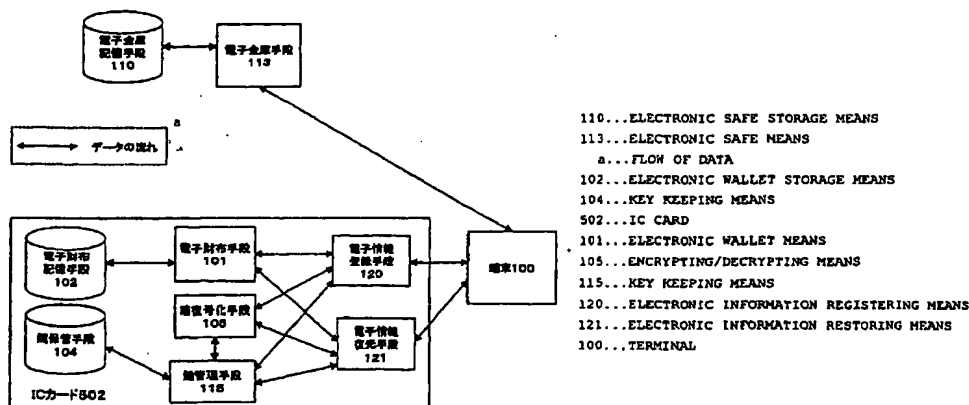 電子金庫
記憶手段
110
電子金庫手段
113
a
データの流れ
電子財布
記憶手段
102
鍵保管手段
104
ICカード502
電子財布手段
101
暗復号化手段
105
鍵管理手段
115
電子情報
登録手段
120
電子情報
復元手段
121
端末100
110...ELECTRONIC SAFE STORAGE MEANS
113...ELECTRONIC SAFE MEANS
a...FLOW OF DATA
102...ELECTRONIC WALLET STORAGE MEANS
104...KEY KEEPING MEANS
502...IC CARD
101...ELECTRONIC WALLET MEANS
105...ENCRYPTING/DECRYPTING MEANS
115...KEY KEEPING MEANS
120...ELECTRONIC INFORMATION REGISTERING MEANS
121...ELECTRONIC INFORMATION RESTORING MEANS
100...TERMINAL